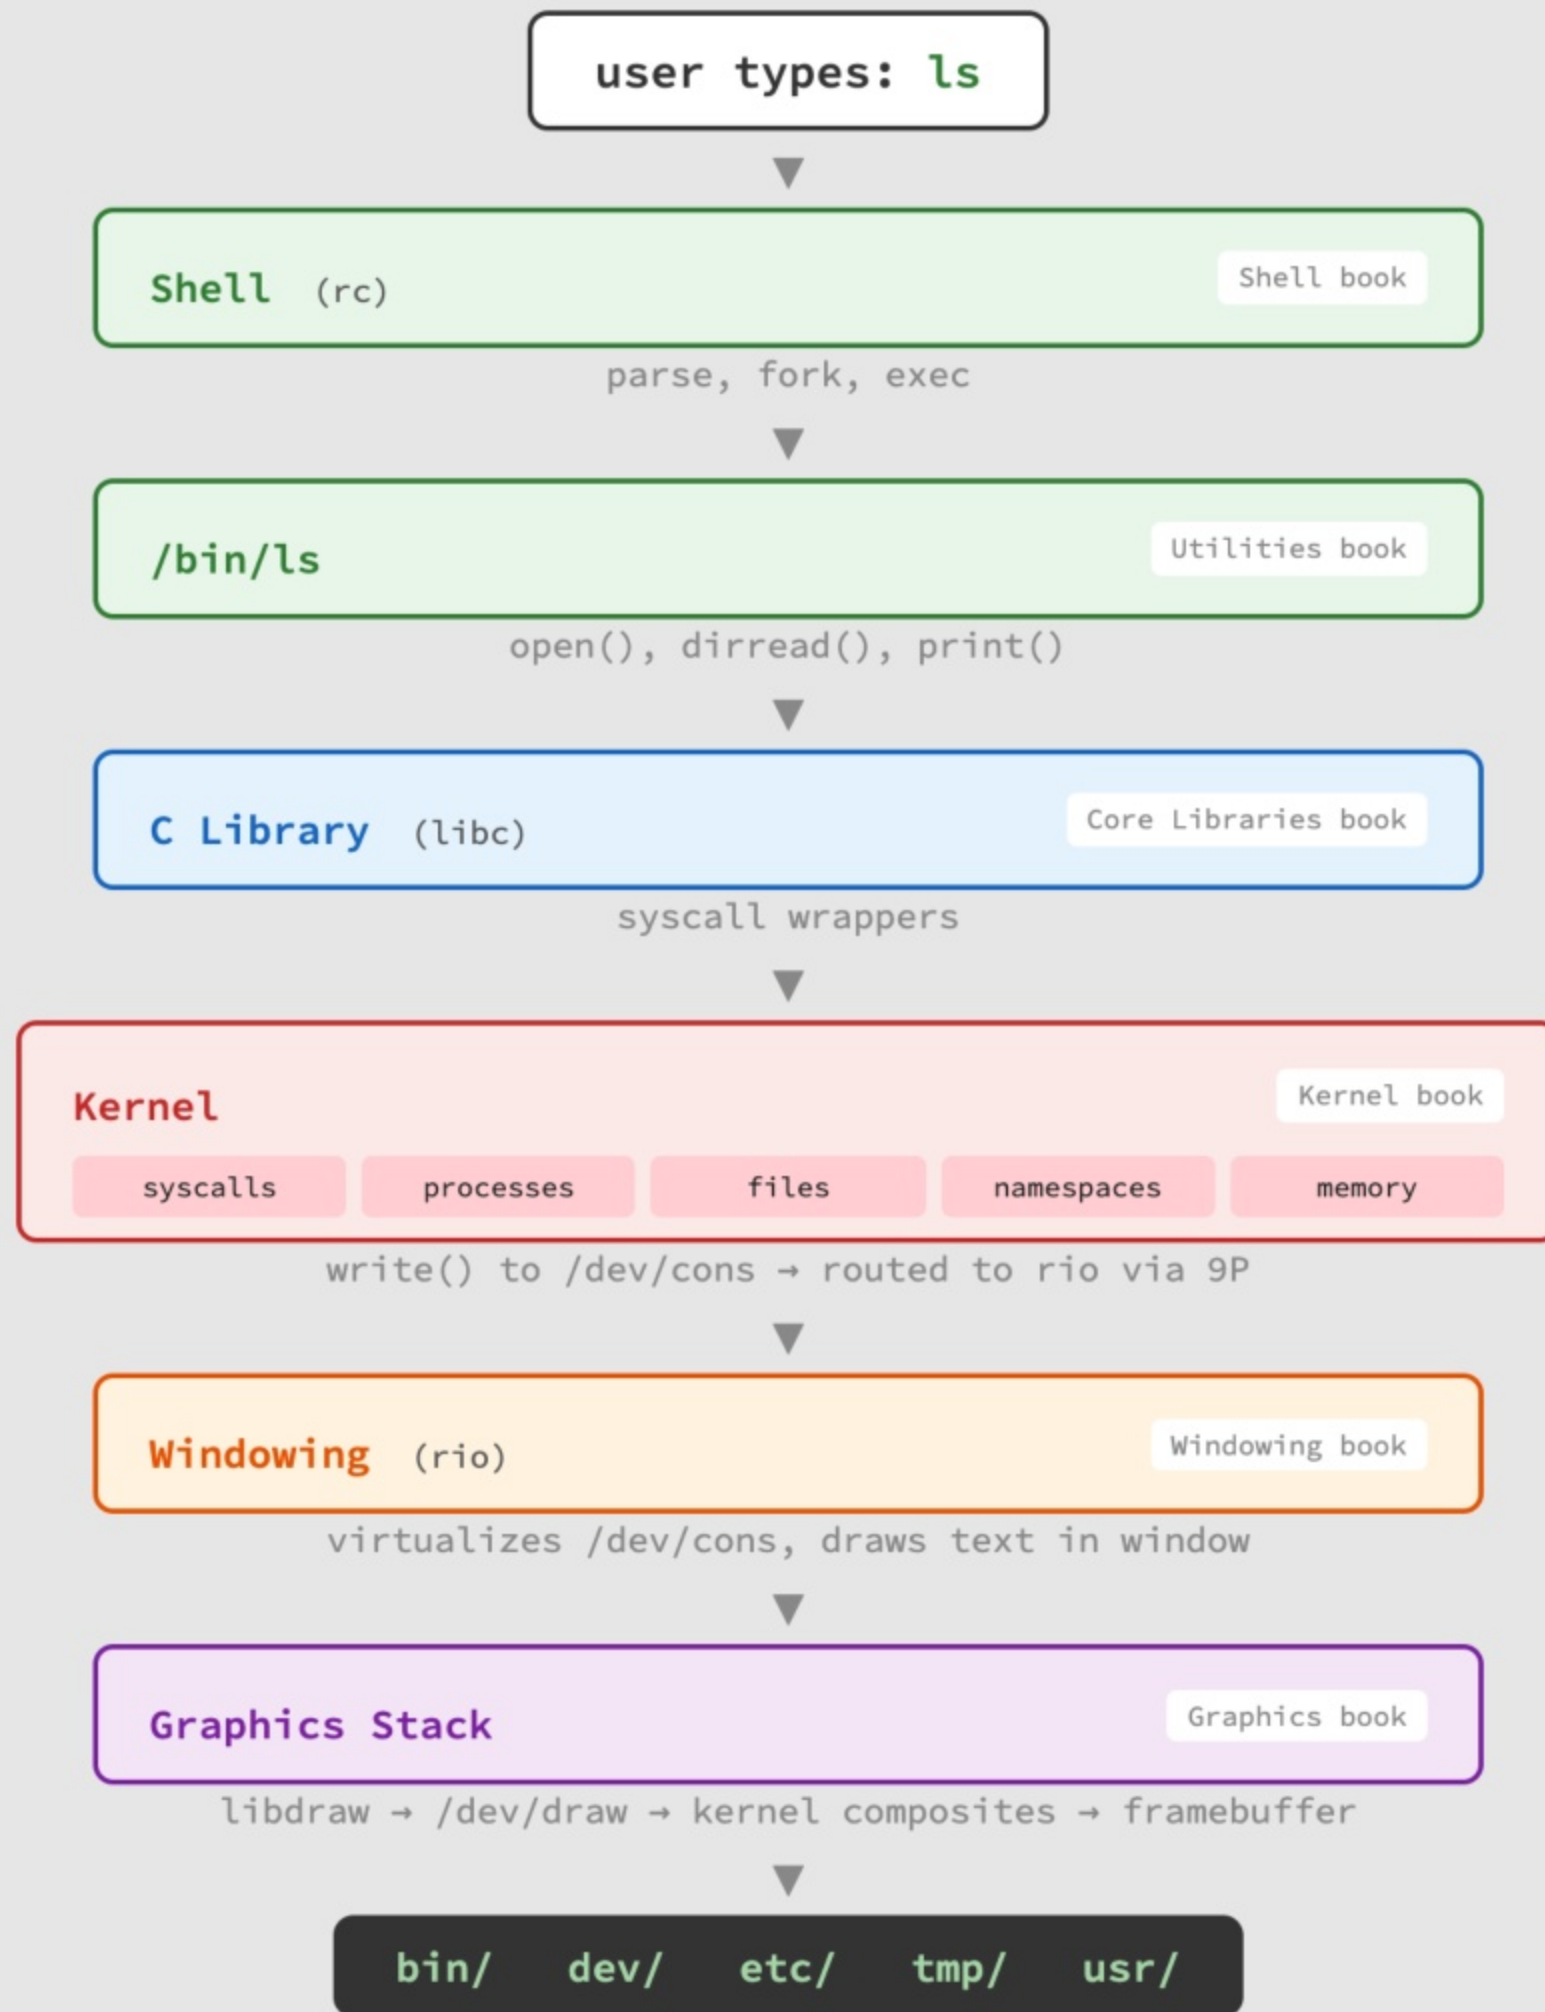 user types: ls
Shell (rc) Shell book
parse, fork, exec
/bin/ls Utilities book
open(), dirread(), print()
C Library (libc) Core Libraries book
syscall wrappers
Kernel Kernel book
syscalls processes files namespaces memory
write() to /dev/cons → routed to rio via 9P
Windowing (rio) Windowing book
virtualizes /dev/cons, draws text in window
Graphics Stack Graphics book
libdraw → /dev/draw → kernel composites → framebuffer
bin/ dev/ etc/ tmp/ usr/